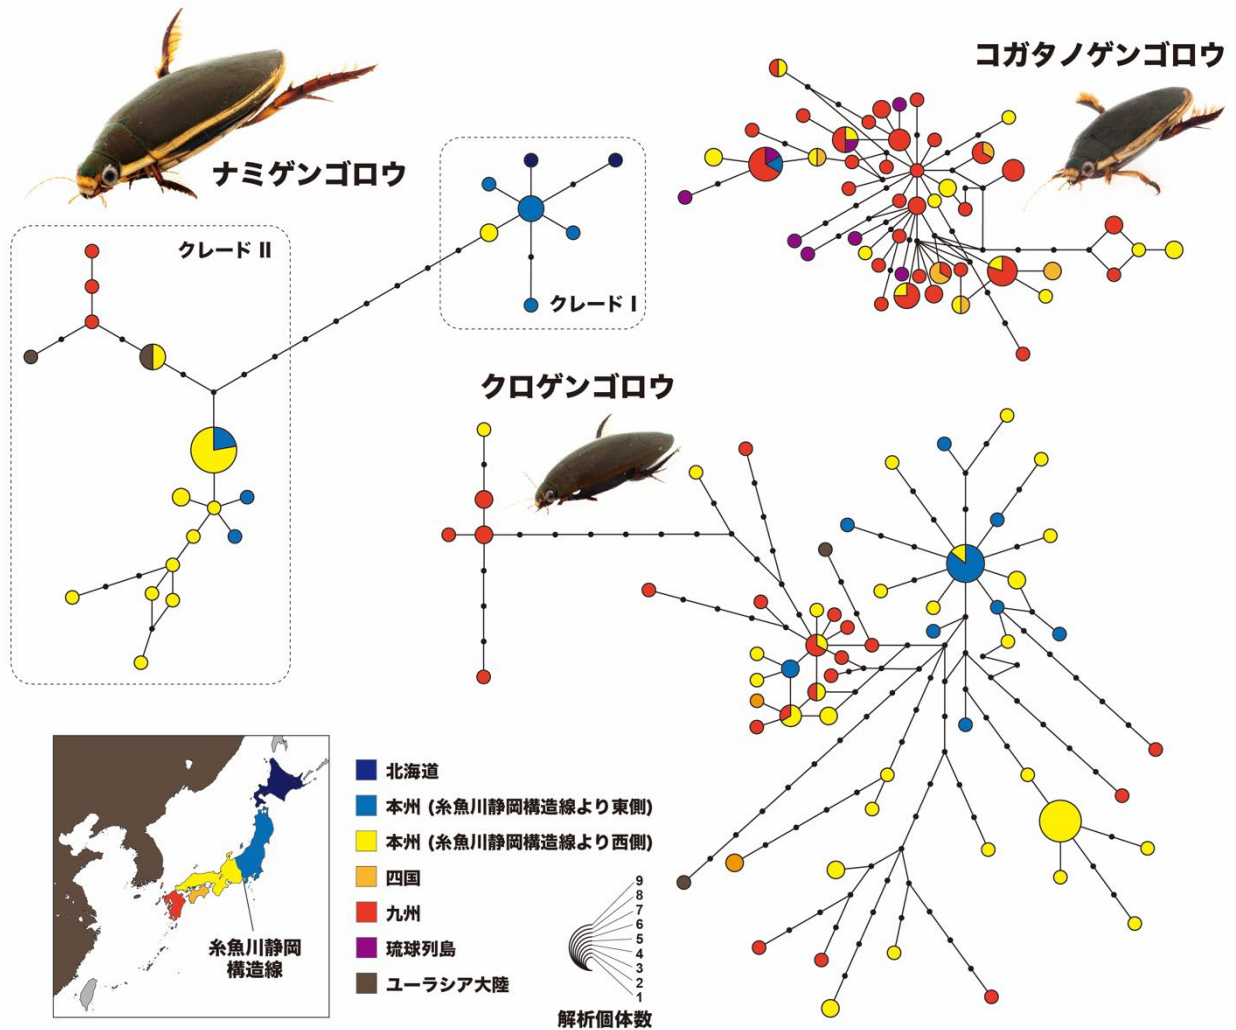 コガタノゲンゴロウ
ナミゲンゴロウ
クレード II
クレード I
クロゲンゴロウ
北海道
本州 (糸魚川静岡構造線より東側)
本州 (糸魚川静岡構造線より西側)
四国
九州
琉球列島
ユーラシア大陸
糸魚川静岡
構造線
9
8
7
6
5
4
3
2
1
解析個体数